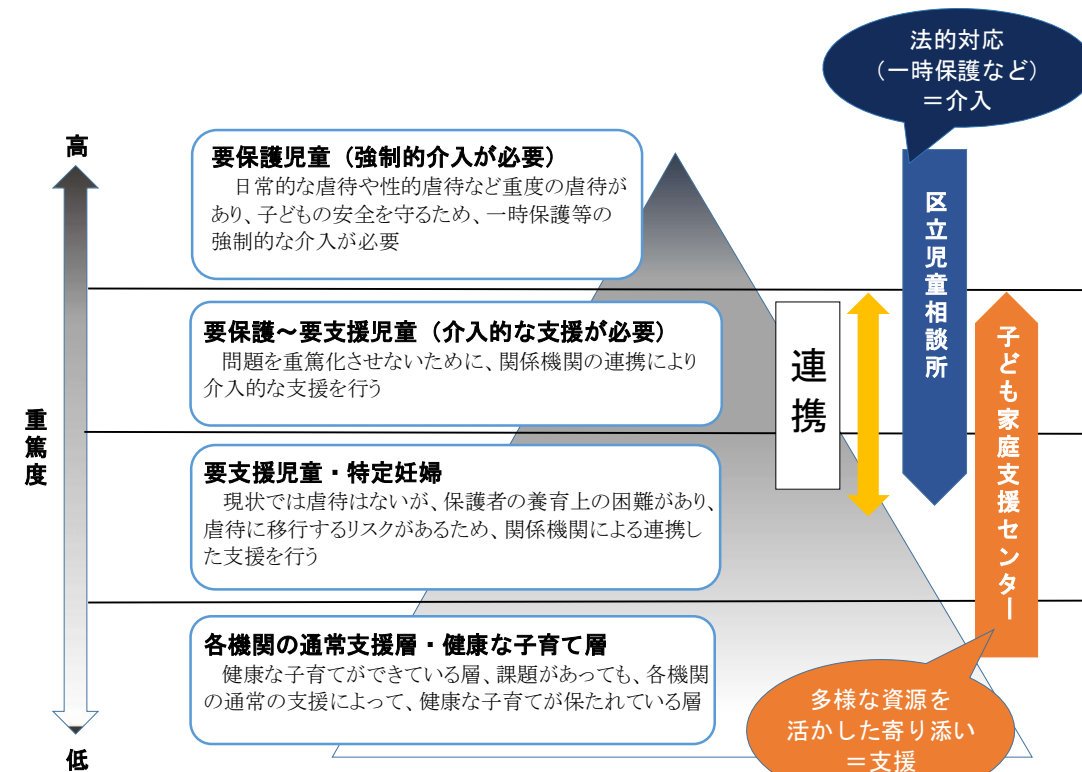 法的対応
（一時保護など）
＝介入
高
要保護児童（強制的介入が必要）
日常的な虐待や性的虐待など重度の虐待が
あり、子どもの安全を守るため、一時保護等の
強制的な介入が必要
区立児童相談所
要保護～要支援児童（介入的な支援が必要）
問題を重篤化させないために、関係機関の連携により
介入的な支援を行う
連携
子ども家庭支援センター
重篤度
要支援児童・特定妊婦
現状では虐待はないが、保護者の養育上の困難があり、
虐待に移行するリスクがあるため、関係機関による連携し
た支援を行う
各機関の通常支援層・健康な子育て層
健康な子育てができている層、課題があっても、各機関
の通常の支援によって、健康な子育てが保たれている層
多様な資源を
活かした寄り添い
＝支援
低